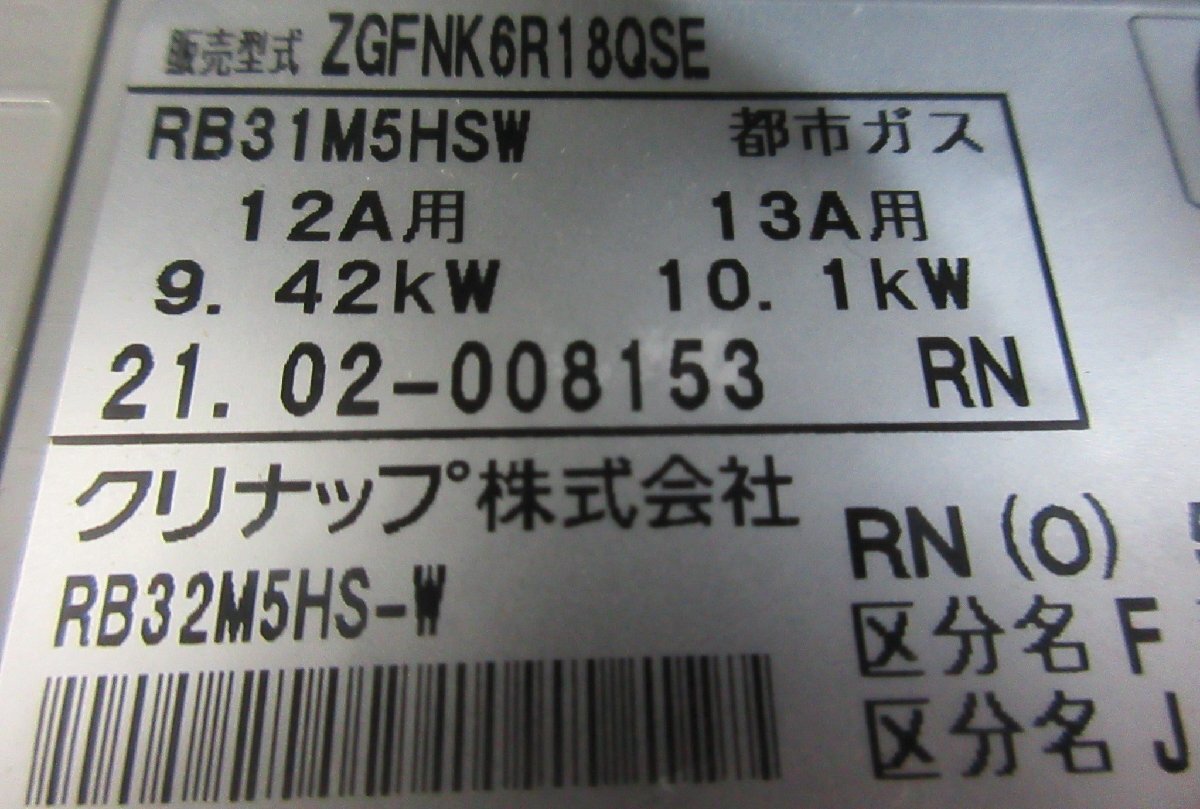 販売型式 ZGFNK6R18QSE
RB31M5HSW 都市ガス
12A用 13A用
9.42kW 10.1kW
21.02-008153 RN
クリナップ株式会社
RB32M5HS-W
RN(O)
区分名 F
区分名 J